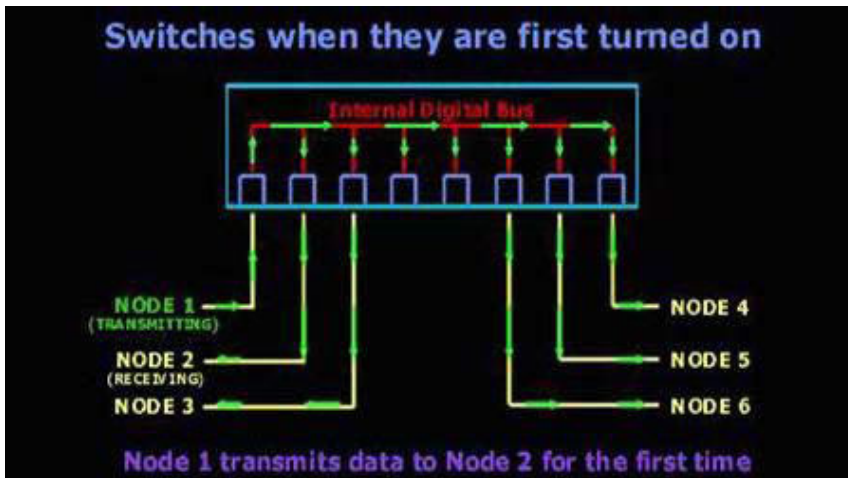 Switches when they are first turned on
Internal Digital Bus
NODE 1
(TRANSMITTING)
NODE 2
(RECEIVING)
NODE 3
NODE 4
NODE 5
NODE 6
Node 1 transmits data to Node 2 for the first time